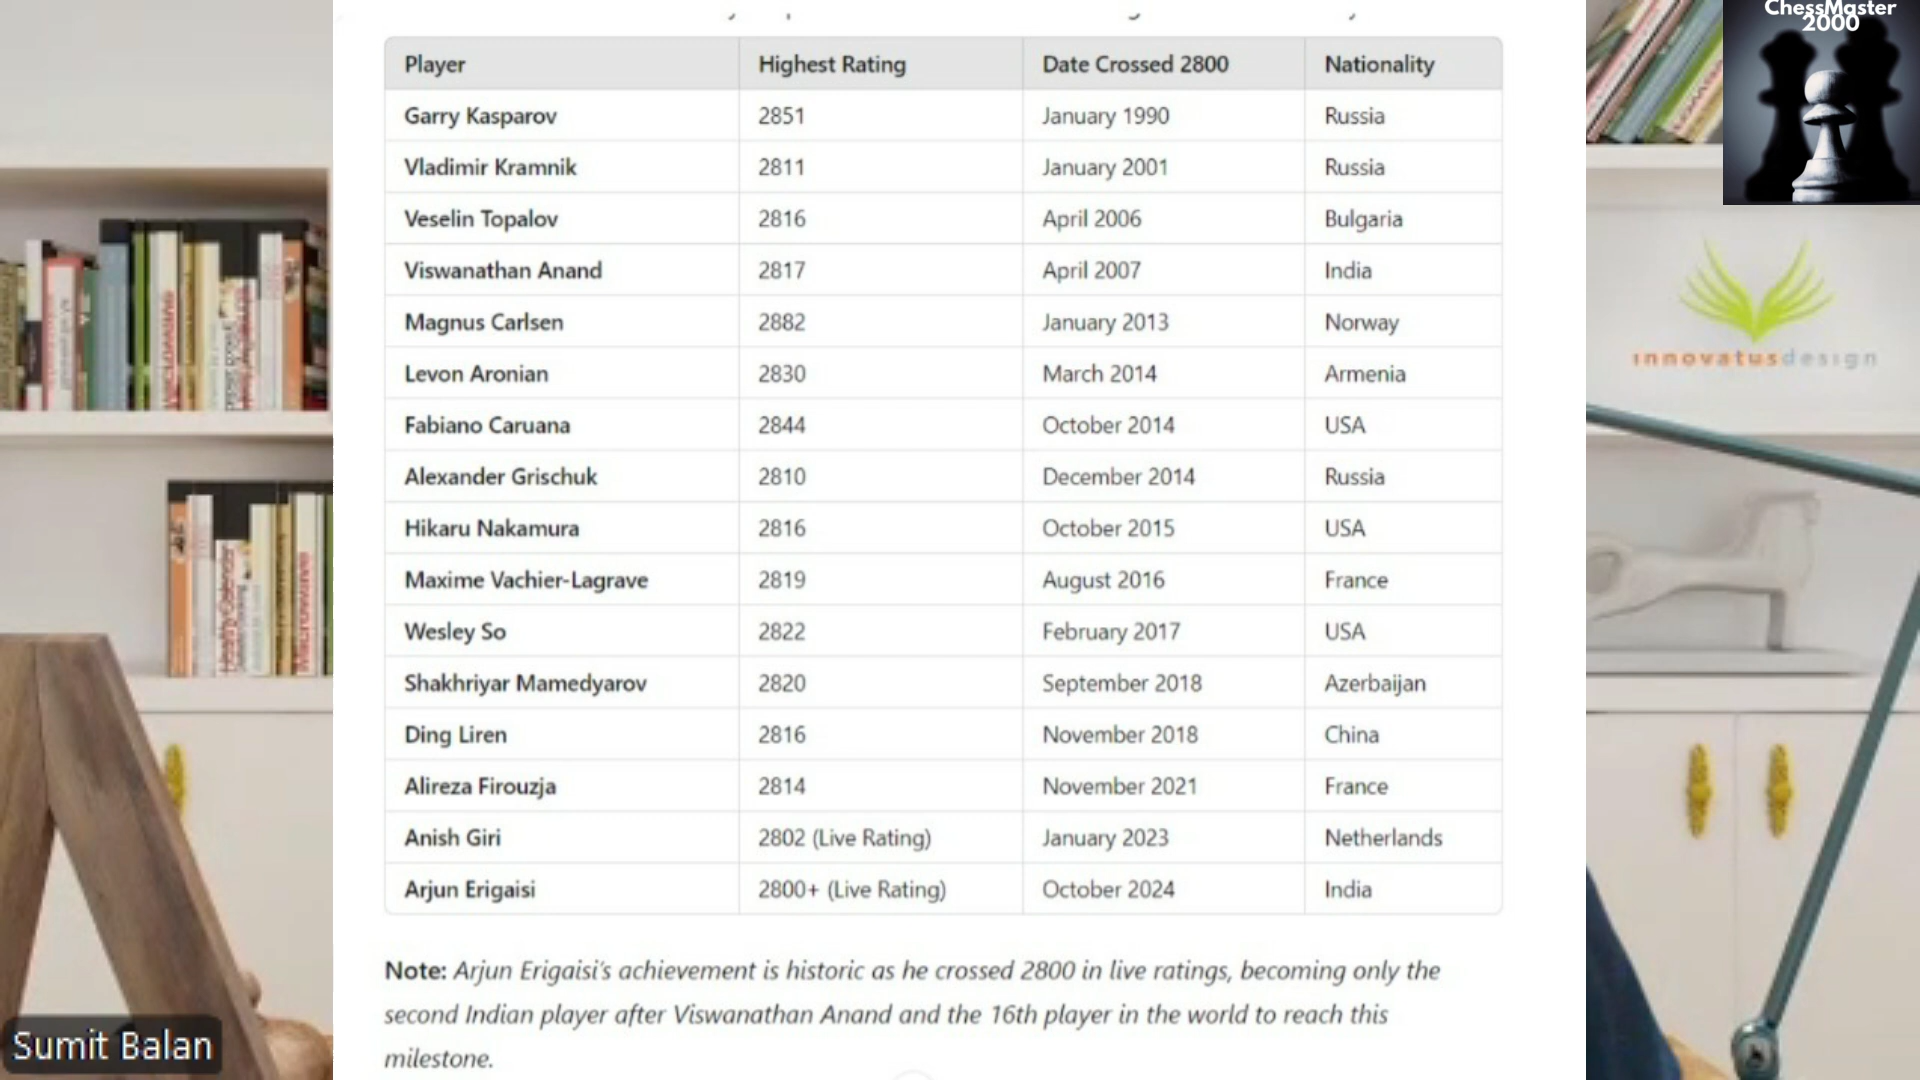 ChessMaster
2000
Player Highest Rating Date Crossed 2800 Nationality
Garry Kasparov 2851 January 1990 Russia
Vladimir Kramnik 2811 January 2001 Russia
Veselin Topalov 2816 April 2006 Bulgaria
Viswanathan Anand 2817 April 2007 India
Magnus Carlsen 2882 January 2013 Norway
Levon Aronian 2830 March 2014 Armenia
Fabiano Caruana 2844 October 2014 USA
Alexander Grischuk 2810 December 2014 Russia
Hikaru Nakamura 2816 October 2015 USA
Maxime Vachier-Lagrave 2819 August 2016 France
Wesley So 2822 February 2017 USA
Shakhriyar Mamedyarov 2820 September 2018 Azerbaijan
Ding Liren 2816 November 2018 China
Alireza Firouzja 2814 November 2021 France
Anish Giri 2802 (Live Rating) January 2023 Netherlands
Arjun Erigaisi 2800+ (Live Rating) October 2024 India
Note: Arjun Erigaisi's achievement is historic as he crossed 2800 in live ratings, becoming only the
second Indian player after Viswanathan Anand and the 16th player in the world to reach this
milestone.
innovatusdesign
Sumit Balan